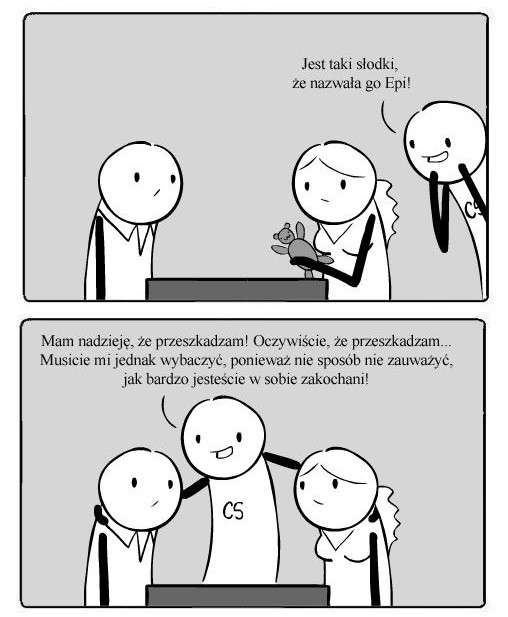 Jest taki słodki,
że nazwała go Epi!
CS
Mam nadzieję, że przeszkadzam! Oczywiście, że przeszkadzam...
Musicie mi jednak wybaczyć, ponieważ nie sposób nie zauważyć,
jak bardzo jesteście w sobie zakochani!
CS